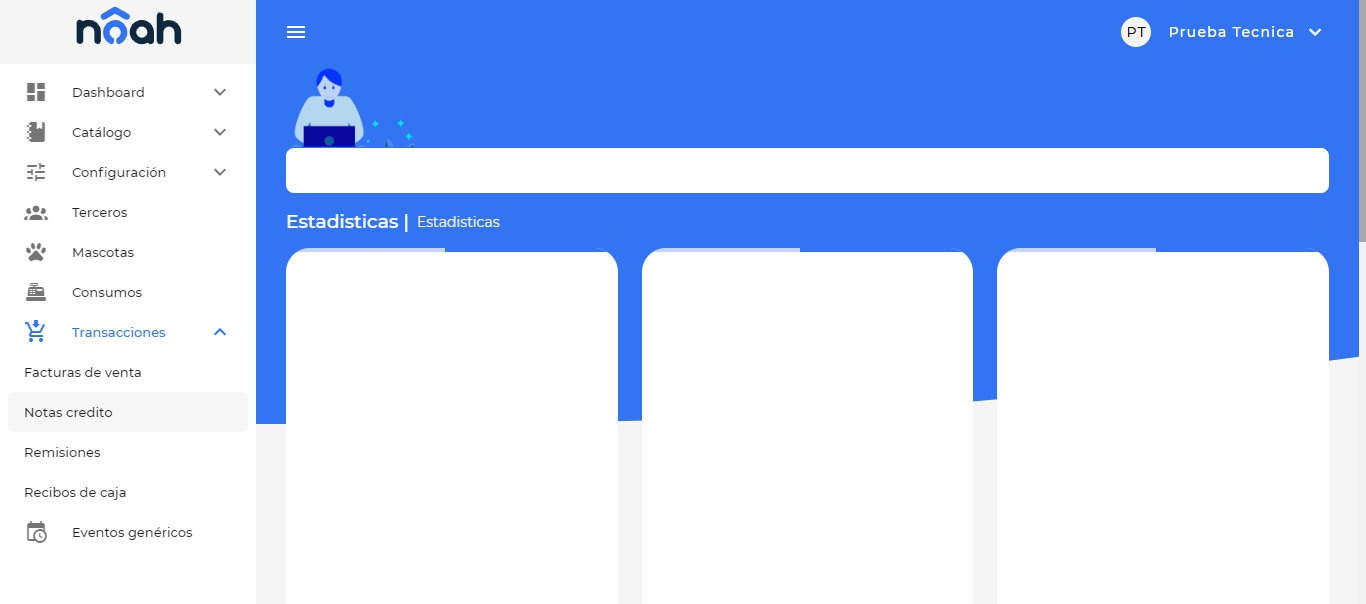 nôah
PT Prueba Tecnica
Dashboard
Catálogo
Configuración
Terceros
Mascotas
Consumos
Transacciones
Facturas de venta
Notas credito
Remisiones
Recibos de caja
Eventos genéricos
Estadisticas | Estadisticas